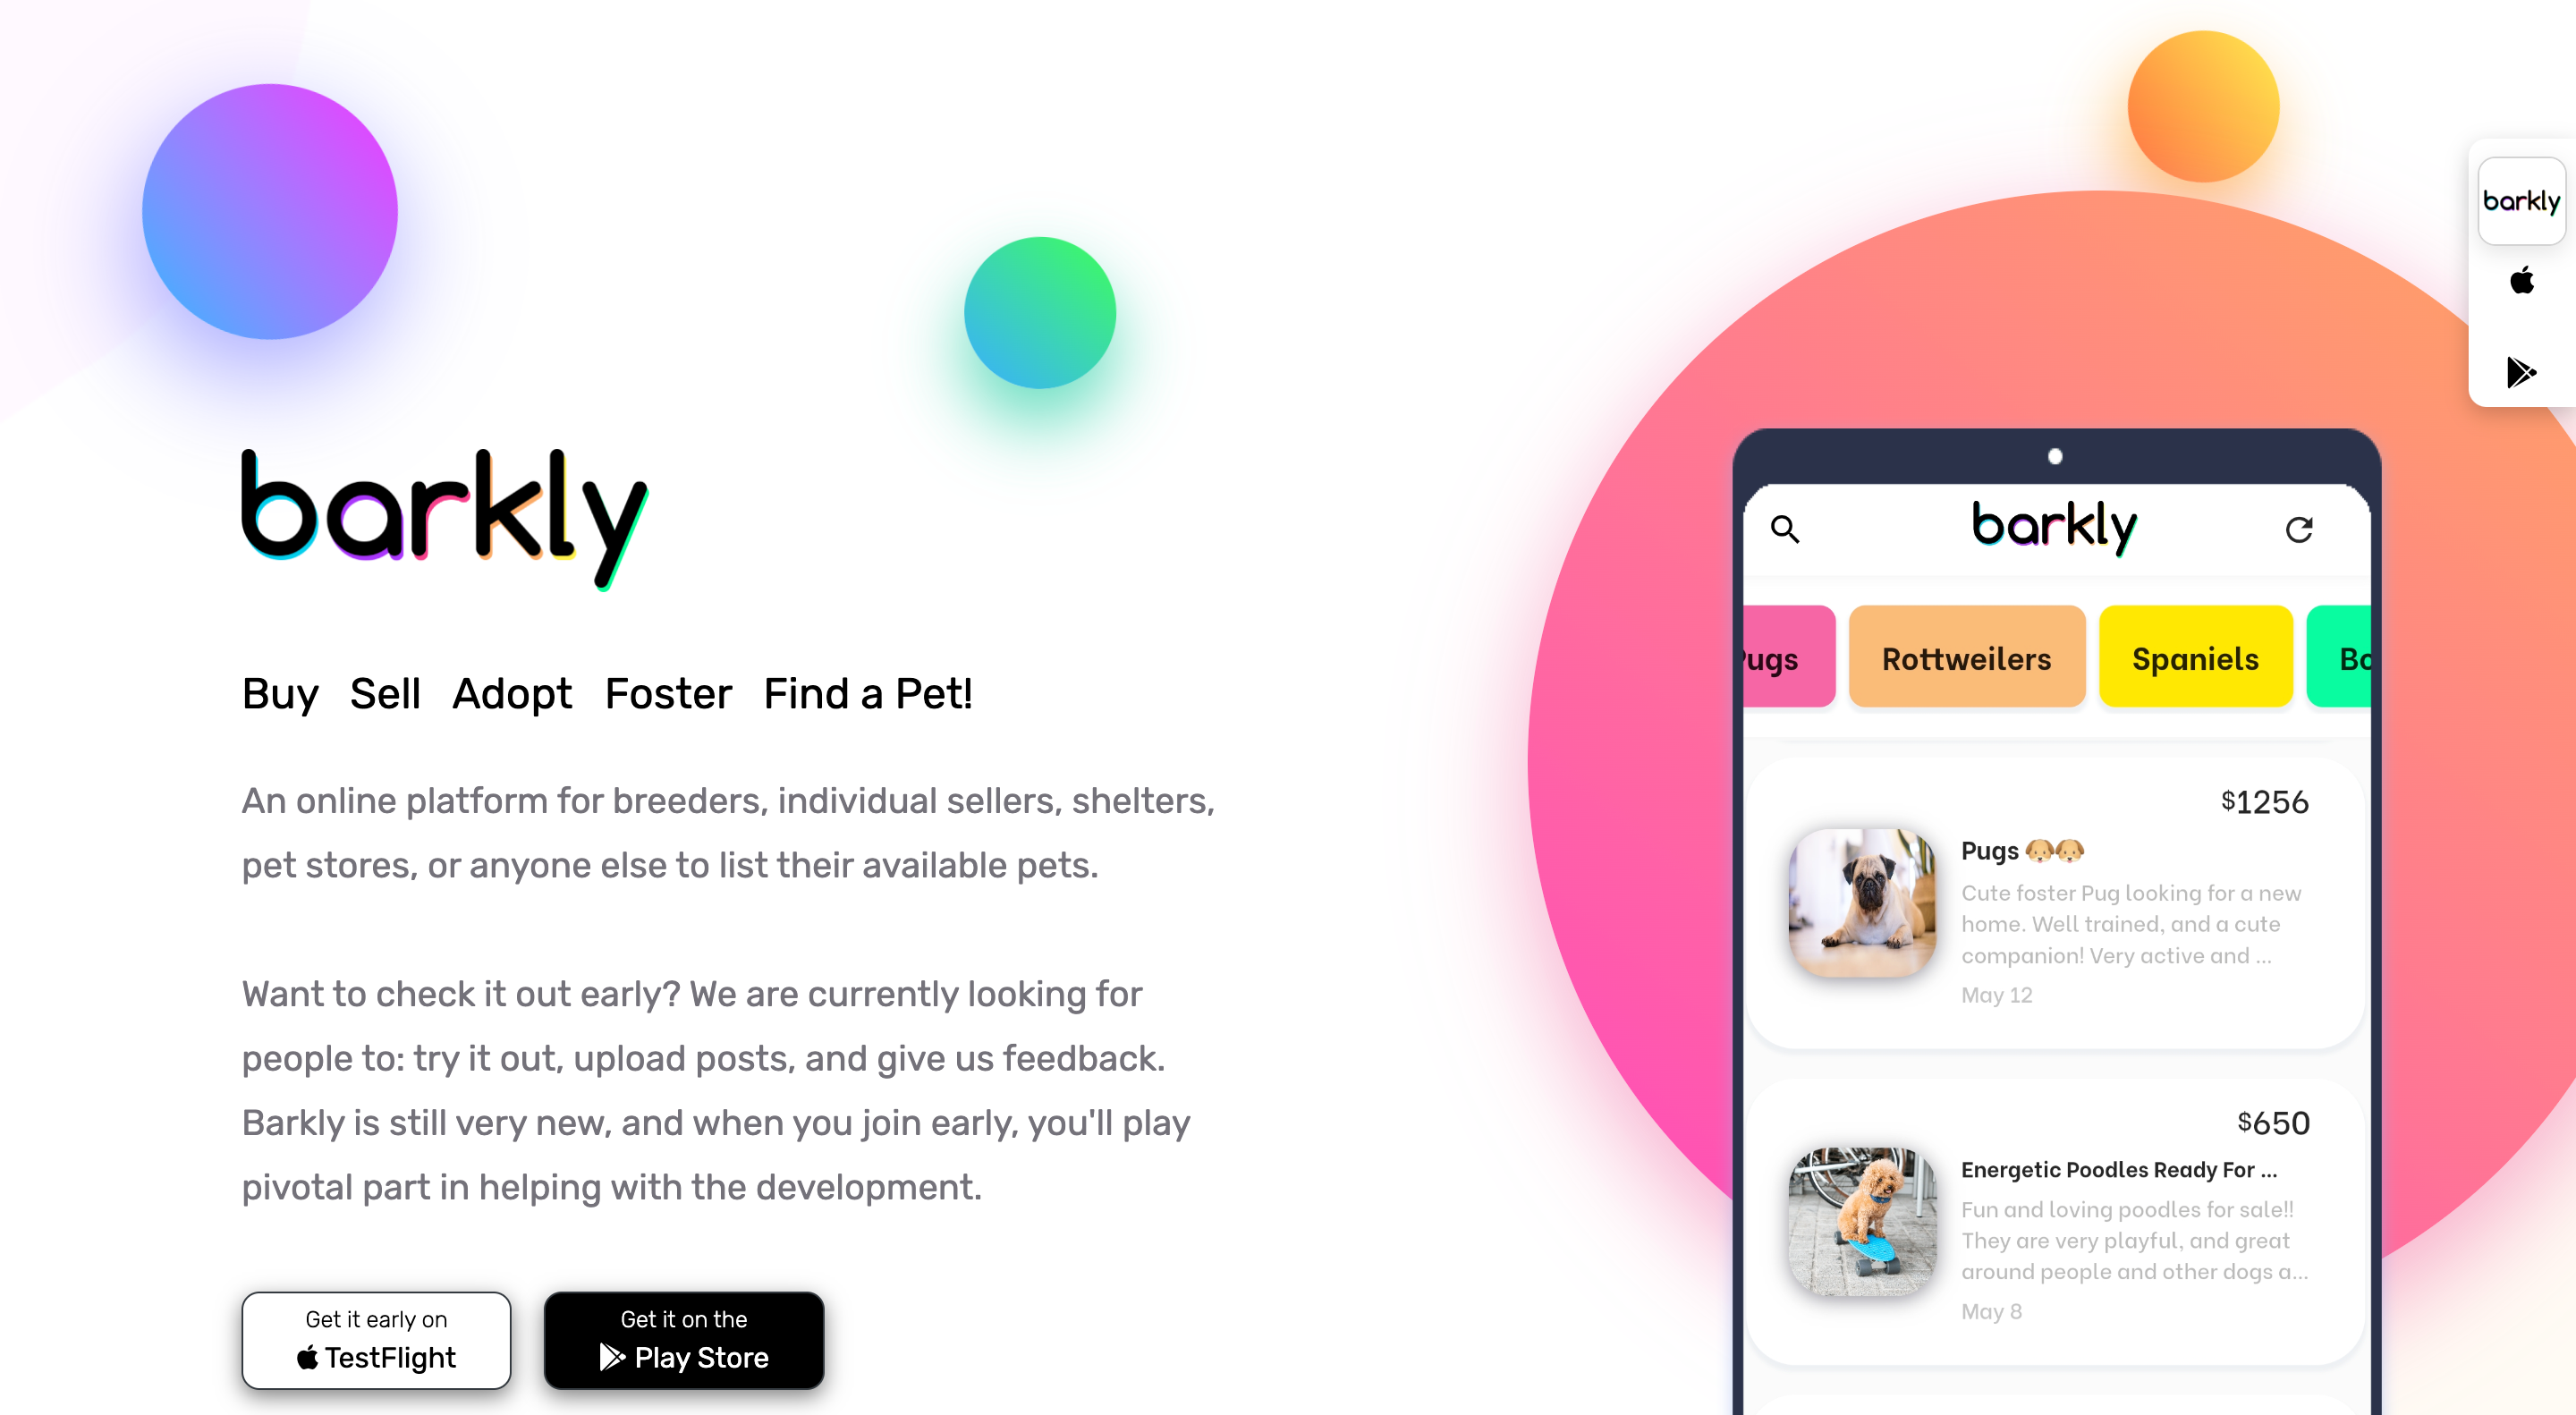 barkly
barkly
Buy Sell Adopt Foster Find a Pet!
An online platform for breeders, individual sellers, shelters,
pet stores, or anyone else to list their available pets.
Want to check it out early? We are currently looking for
people to: try it out, upload posts, and give us feedback.
Barkly is still very new, and when you join early, you'll play
pivotal part in helping with the development.
Get it early on
TestFlight
Get it on the
Play Store
barkly
Pugs Rottweilers Spaniels Bo
$1256
Pugs 🐶🐶
Cute foster Pug looking for a new
home. Well trained, and a cute
companion! Very active and ...
May 12
$650
Energetic Poodles Ready For ...
Fun and loving poodles for sale!!
They are very playful, and great
around people and other dogs a...
May 8